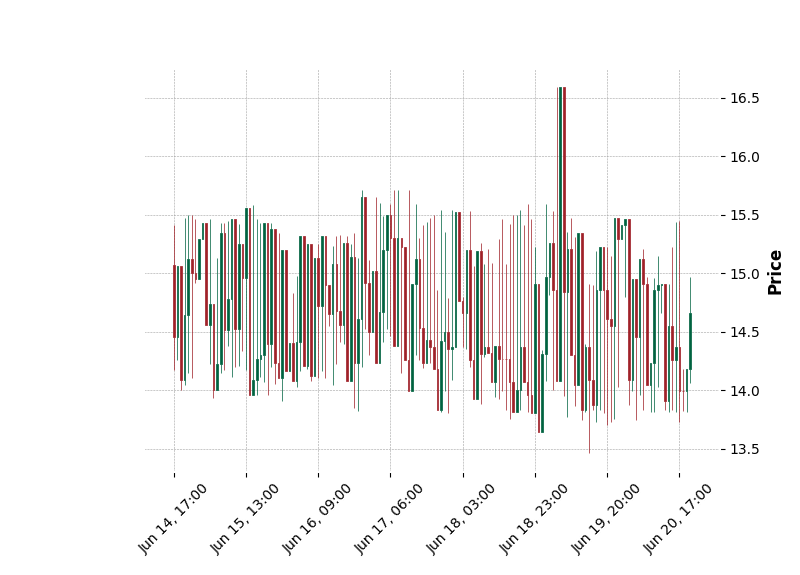 16.5
16.0
15.5
15.0
14.5
14.0
13.5
Price
Jun 14, 17:00
Jun 15, 13:00
Jun 16, 09:00
Jun 17, 06:00
Jun 18, 03:00
Jun 18, 23:00
Jun 19, 20:00
Jun 20, 17:00